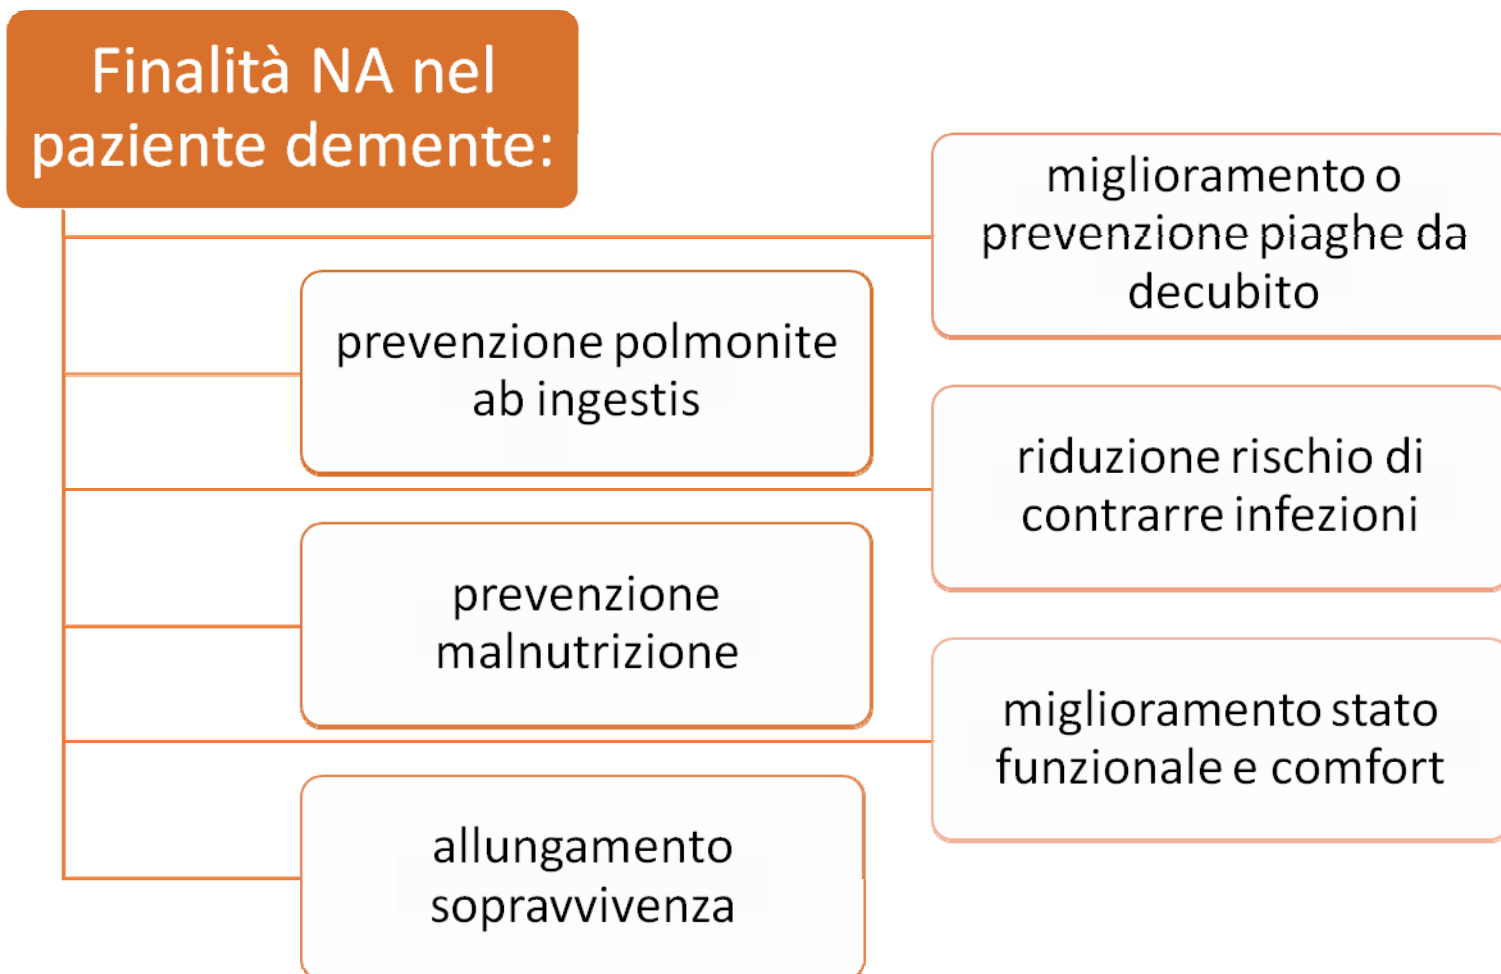 Finalità NA nel
paziente demente:
miglioramento o
prevenzione piaghe da
decubito
prevenzione polmonite
ab ingestis
riduzione rischio di
contrarre infezioni
prevenzione
malnutrizione
miglioramento stato
funzionale e comfort
allungamento
sopravvivenza